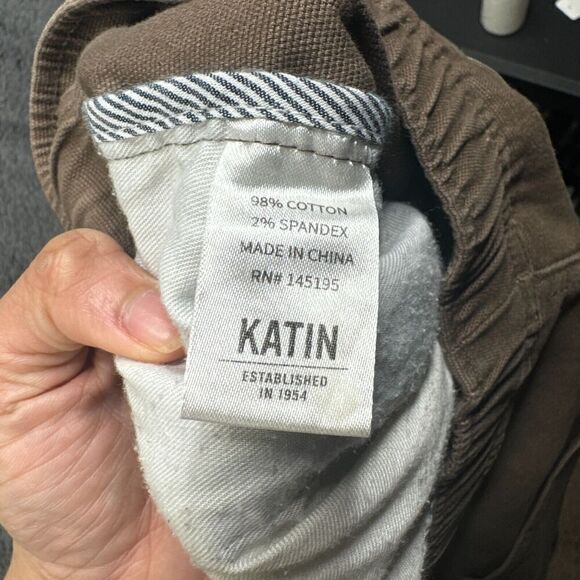 98% COTTON
2% SPANDEX
MADE IN CHINA
RN# 145195
KATIN
ESTABLISHED
IN 1954